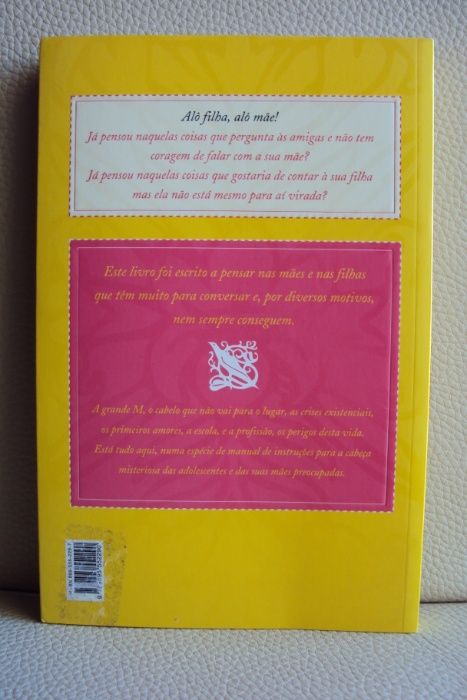 Alô filha, alô mãe!
Já pensou naquelas coisas que pergunta às amigas e não tem
coragem de falar com a sua mãe?
Já pensou naquelas coisas que gostaria de contar à sua filha
mas ela não está mesmo para aí virada?
Este livro foi escrito a pensar nas mães e nas filhas
que têm muito para conversar e, por diversos motivos,
nem sempre conseguem.
A grande M, o cabelo que não vai para o lugar, as crises existenciais,
os primeiros amores, a escola, e a profissão, os perigos desta vida.
Está tudo aqui, numa espécie de manual de instruções para a cabeça
misteriosa das adolescentes e das suas mães preocupadas.